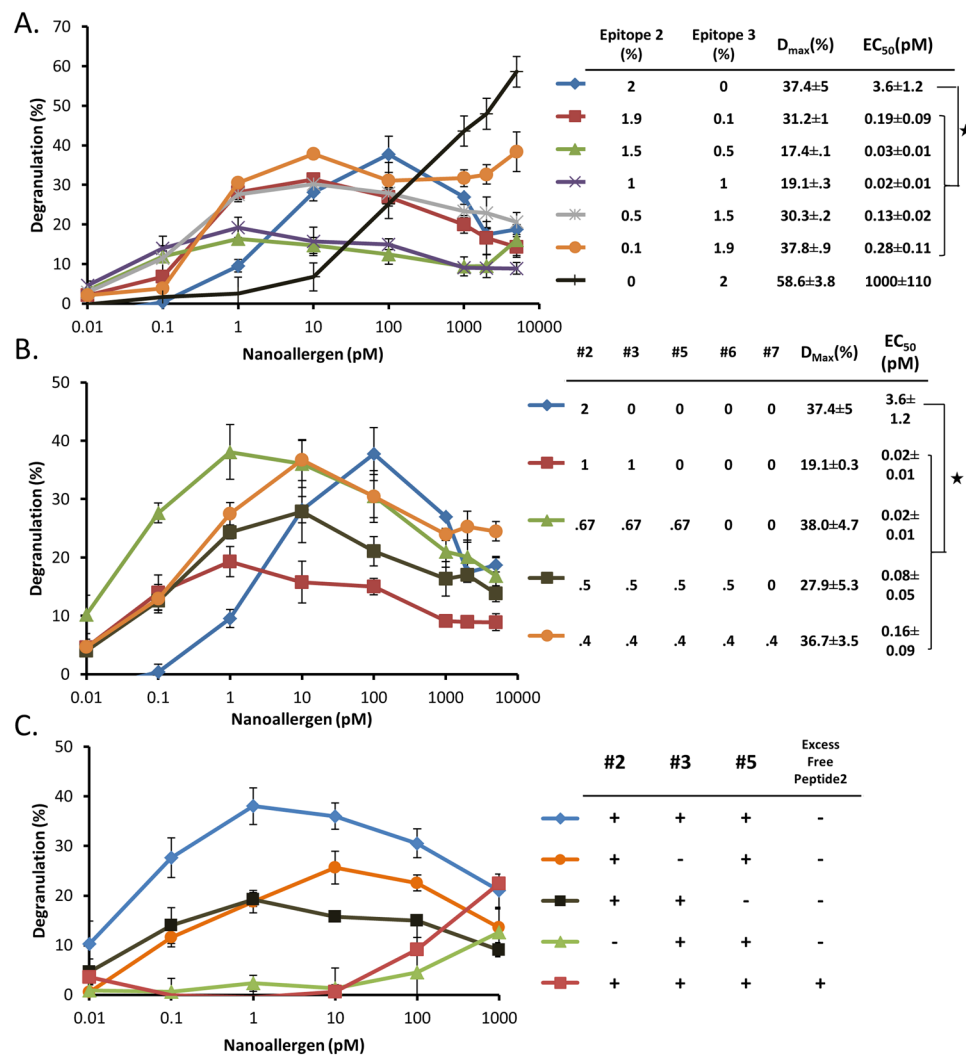 A.
70
60
50
40
30
20
10
0
Degranulation (%)
0.01 0.1 1 10 100 1000 10000
Nanoallergen (pM)
Epitope 2 (%) Epitope 3 (%) Dmax(%) EC50(pM)
2 0 37.4±5 3.6±1.2
1.9 0.1 31.2±1 0.19±0.09
1.5 0.5 17.4±.1 0.03±0.01
1 1 19.1±.3 0.02±0.01
0.5 1.5 30.3±.2 0.13±0.02
0.1 1.9 37.8±.9 0.28±0.11
0 2 58.6±3.8 1000±110
★
B.
50
40
30
20
10
0
Degranulation (%)
0.01 0.1 1 10 100 1000 10000
Nanoallergen (pM)
#2 #3 #5 #6 #7 DMax(%) EC50 (pM)
2 0 0 0 0 37.4±5 3.6± 1.2
1 1 0 0 0 19.1±0.3 0.02± 0.01
.67 .67 .67 0 0 38.0±4.7 0.02± 0.01
.5 .5 .5 .5 0 27.9±5.3 0.08± 0.05
.4 .4 .4 .4 .4 36.7±3.5 0.16± 0.09
★
C.
50
40
30
20
10
0
Degranulation (%)
0.01 0.1 1 10 100 1000
Nanoallergen (pM)
#2 #3 #5 Excess Free Peptide2
+ + + -
+ - + -
+ + - -
- + + -
+ + + +